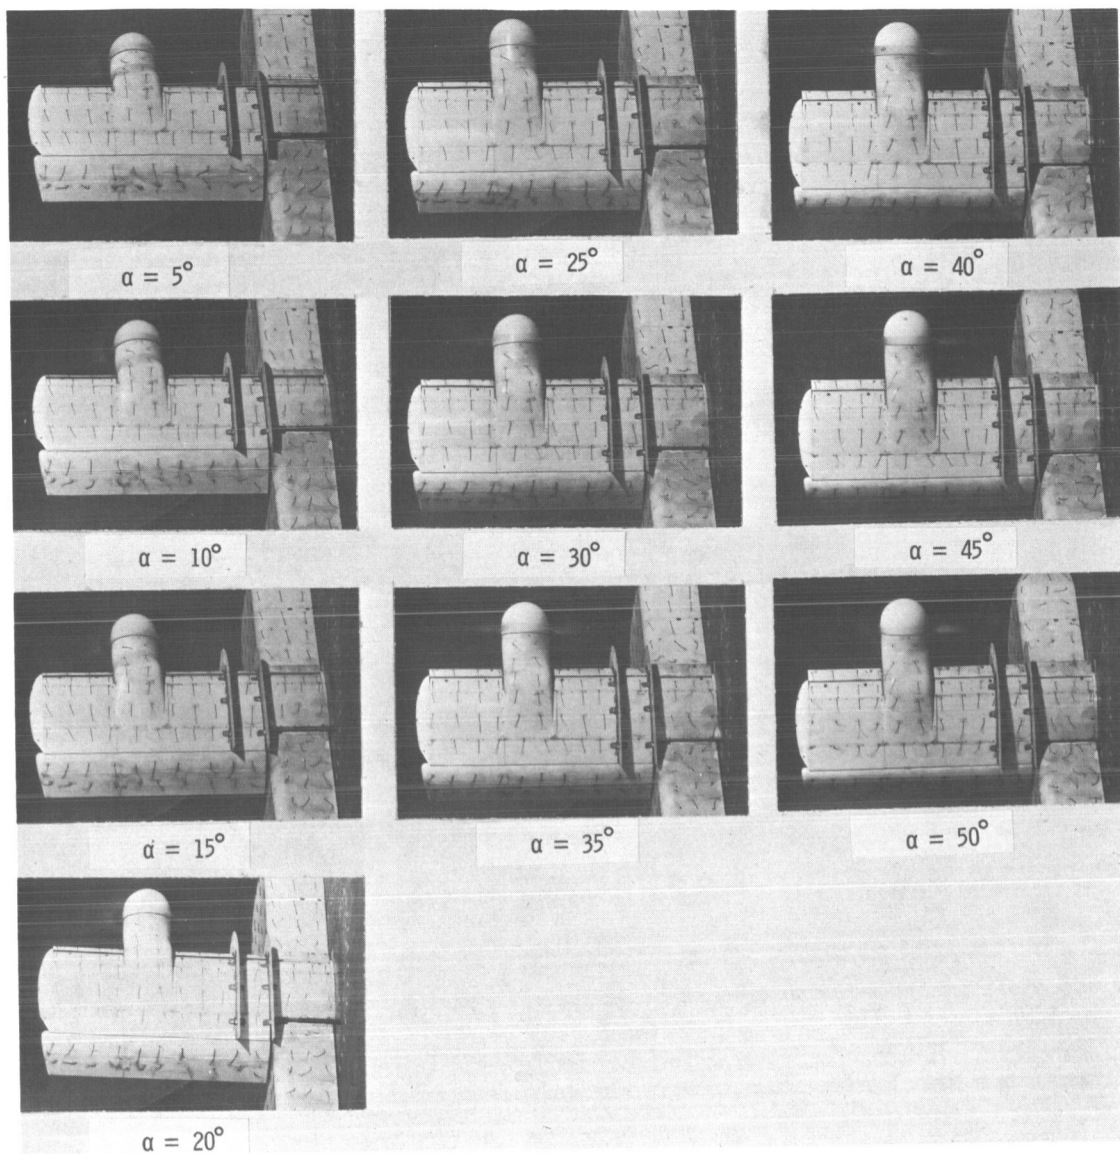 α = 5°
α = 25°
α = 40°
α = 10°
α = 30°
α = 45°
α = 15°
α = 35°
α = 50°
α = 20°